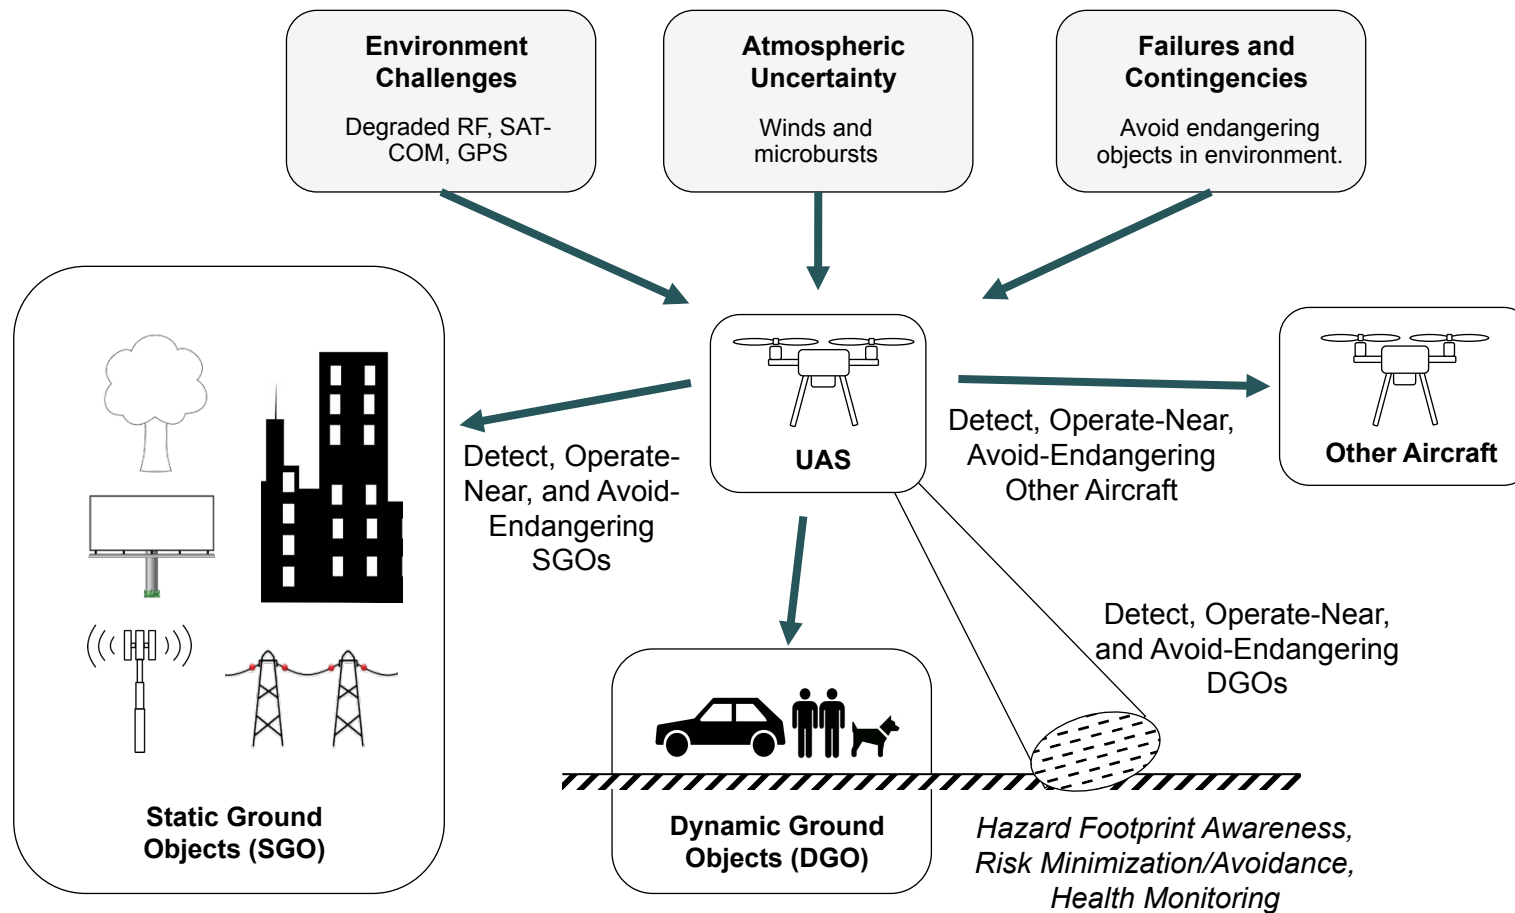 Environment
Challenges
Degraded RF, SAT-
COM, GPS
Atmospheric
Uncertainty
Winds and
microbursts
Failures and
Contingencies
Avoid endangering
objects in environment.
UAS
Other Aircraft
Detect, Operate-
Near, and Avoid-
Endangering
SGOs
Detect, Operate-Near,
Avoid-Endangering
Other Aircraft
Detect, Operate-Near,
and Avoid-Endangering
DGOs
Static Ground
Objects (SGO)
Dynamic Ground
Objects (DGO)
Hazard Footprint Awareness,
Risk Minimization/Avoidance,
Health Monitoring